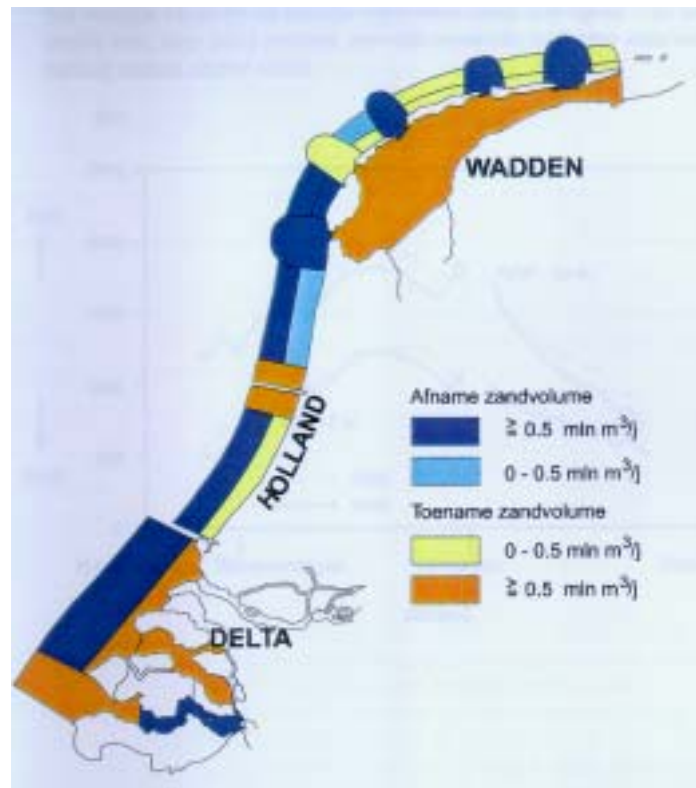 WADDEN
HOLLAND
DELTA
Afname zandvolume
≧ 0.5 mln m³/j
0 - 0.5 mln m³/j
Toename zandvolume
0 - 0.5 mln m³/j
≧ 0.5 mln m³/j